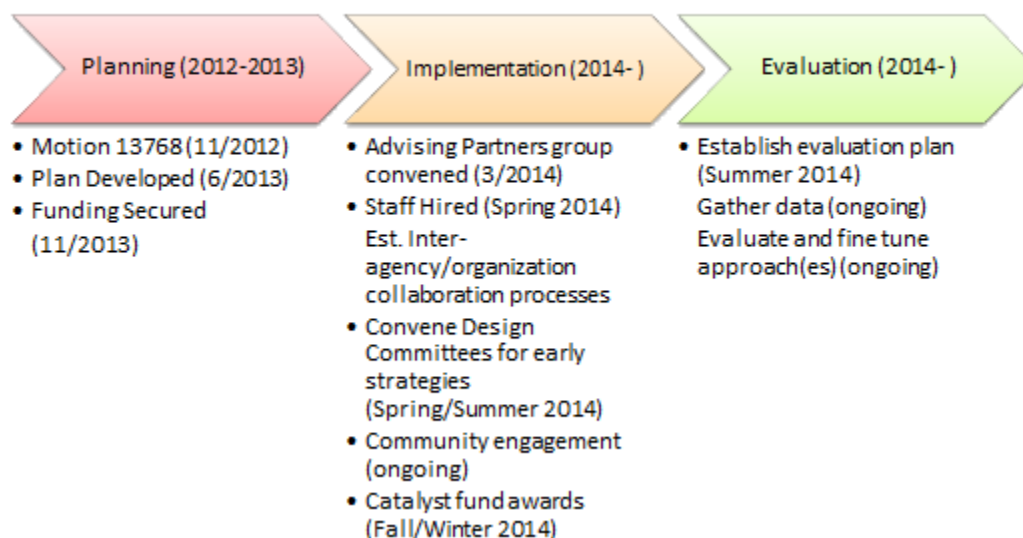 Planning (2012-2013)
• Motion 13768 (11/2012)
• Plan Developed (6/2013)
• Funding Secured
(11/2013)
Implementation (2014- )
• Advising Partners group
convened (3/2014)
• Staff Hired (Spring 2014)
Est. Inter-
agency/organization
collaboration processes
• Convene Design
Committees for early
strategies
(Spring/Summer 2014)
• Community engagement
(ongoing)
• Catalyst fund awards
(Fall/Winter 2014)
Evaluation (2014- )
• Establish evaluation plan
(Summer 2014)
Gather data (ongoing)
Evaluate and fine tune
approach(es) (ongoing)